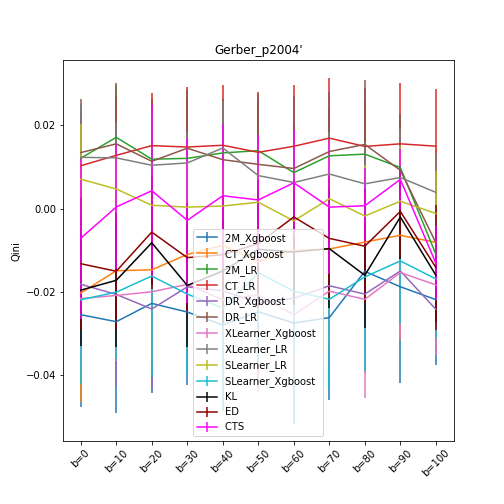 Gerber_p2004'
Qini
0.02
0.00
−0.02
−0.04
2M_Xgboost
CT_Xgboost
2M_LR
CT_LR
DR_Xgboost
DR_LR
XLearner_Xgboost
XLearner_LR
SLearner_LR
SLearner_Xgboost
KL
ED
CTS
b=0
b=10
b=20
b=30
b=40
b=50
b=60
b=70
b=80
b=90
b=100